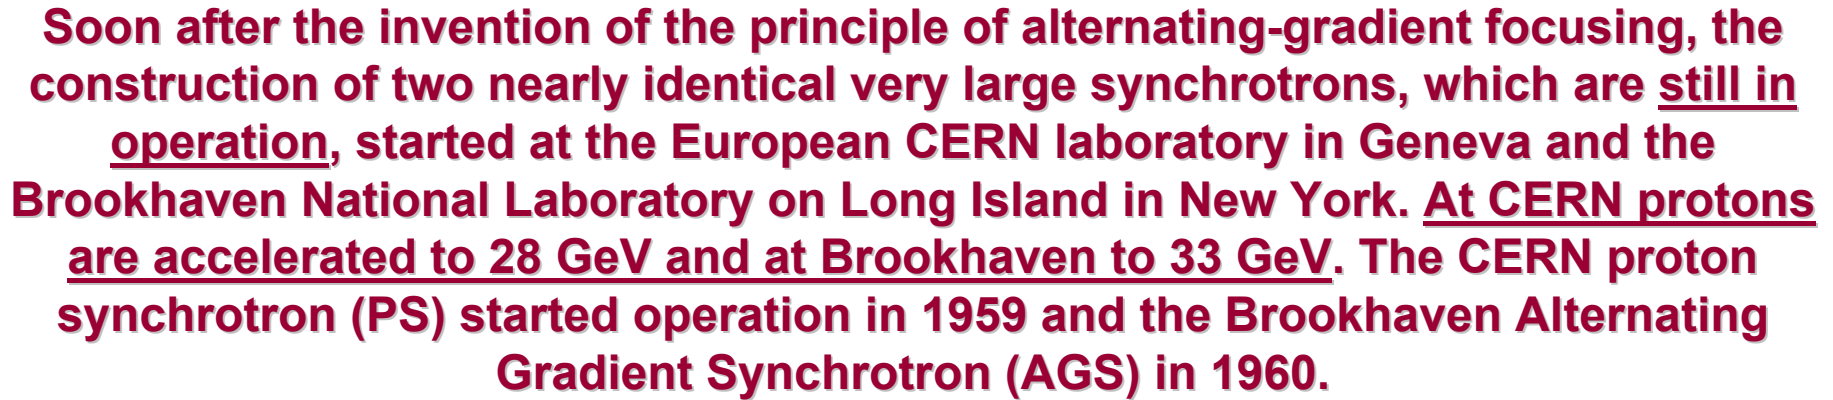 Soon after the invention of the principle of alternating-gradient focusing, the
construction of two nearly identical very large synchrotrons, which are still in
operation, started at the European CERN laboratory in Geneva and the
Brookhaven National Laboratory on Long Island in New York. At CERN protons
are accelerated to 28 GeV and at Brookhaven to 33 GeV. The CERN proton
synchrotron (PS) started operation in 1959 and the Brookhaven Alternating
Gradient Synchrotron (AGS) in 1960.